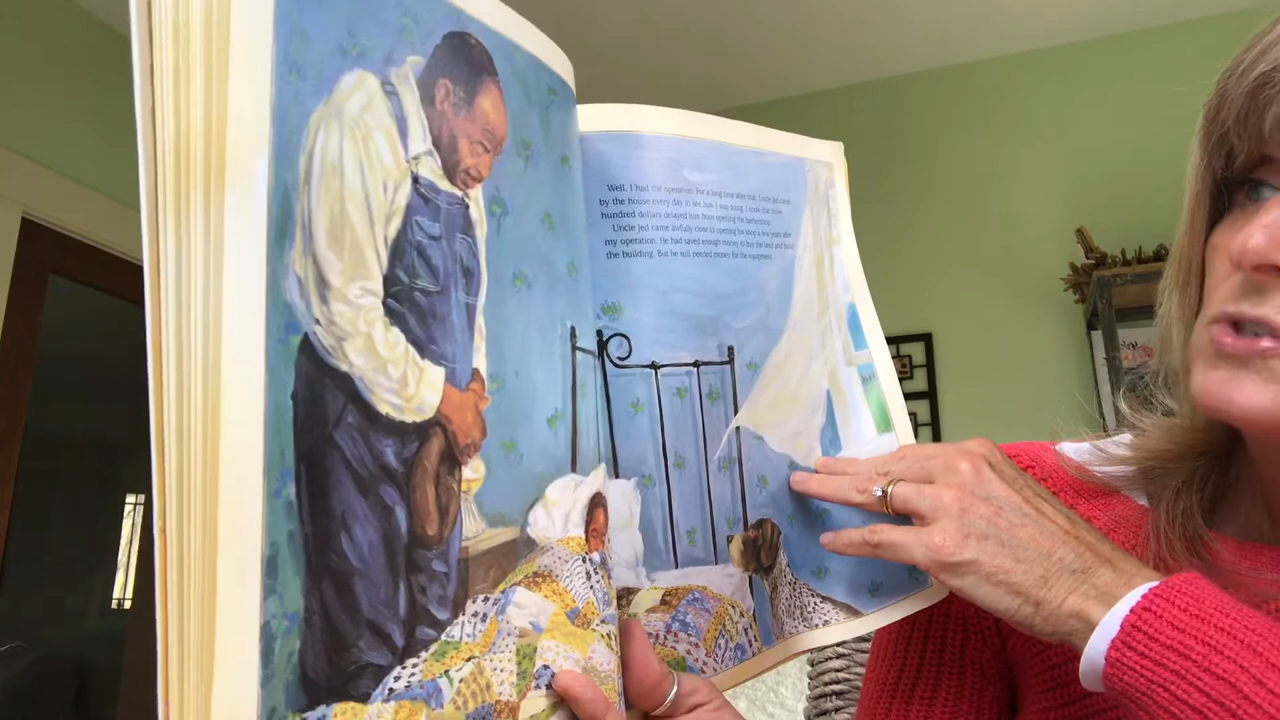 Well, I had the operation. For a long time after that, Uncle Jed came
by the house every day to see how I was doing. I know that three
hundred dollars delayed him from opening the barbershop.
Uncle Jed came awfully close to opening his shop a few years after
my operation. He had saved enough money to buy the land and build
the building. But he still needed money for the equipment.